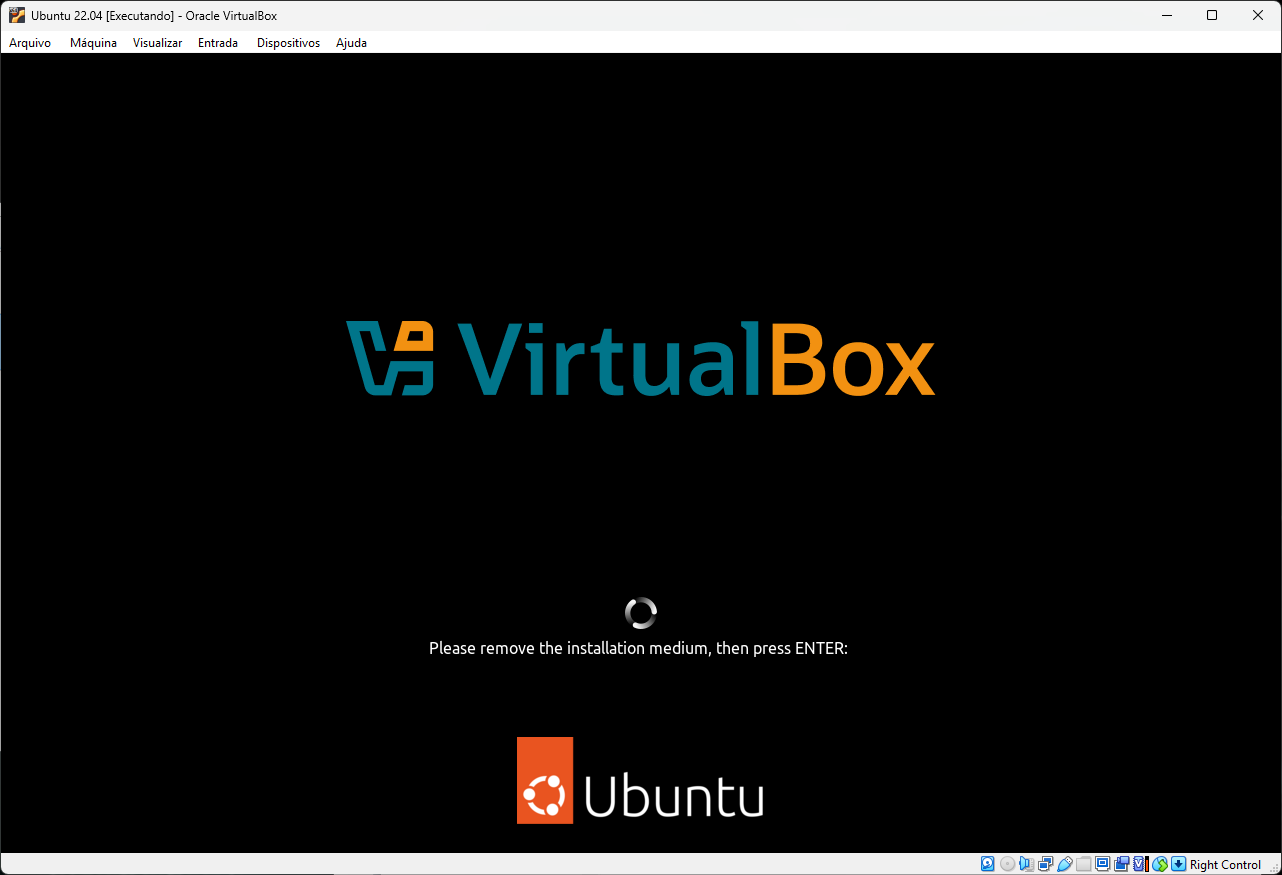 Ubuntu 22.04 [Executando] - Oracle VirtualBox
Arquivo Máquina Visualizar Entrada Dispositivos Ajuda
VirtualBox
Please remove the installation medium, then press ENTER:
Ubuntu
Right Control